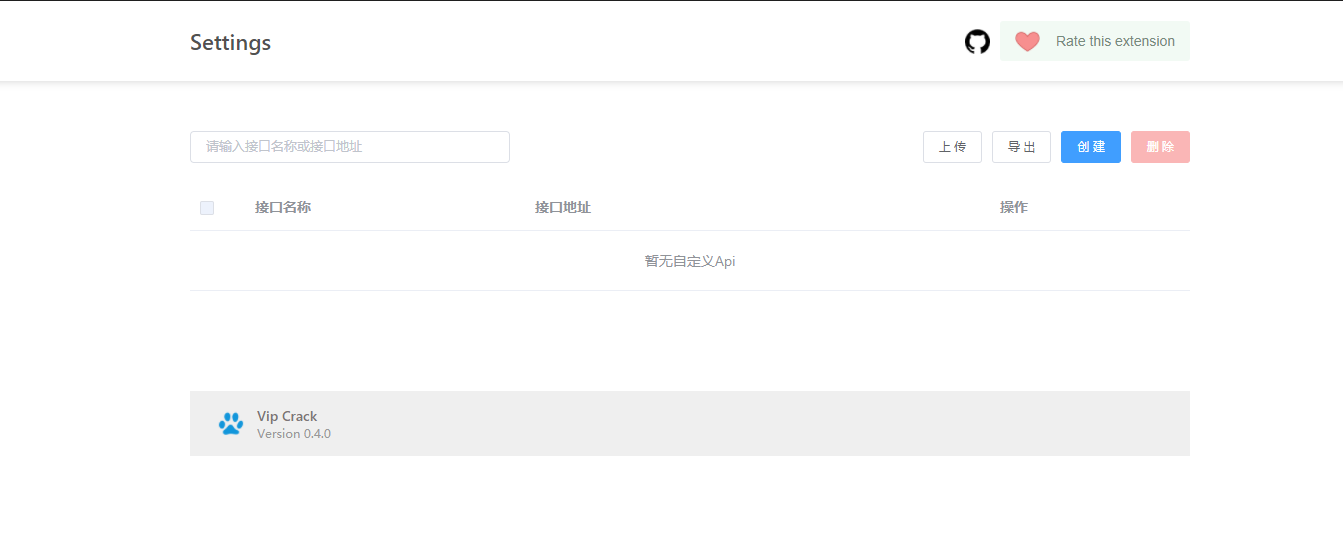 Settings
Rate this extension
请输入接口名称或接口地址
上传 导出 创建 删除
接口名称 接口地址 操作
暂无自定义Api
Vip Crack
Version 0.4.0